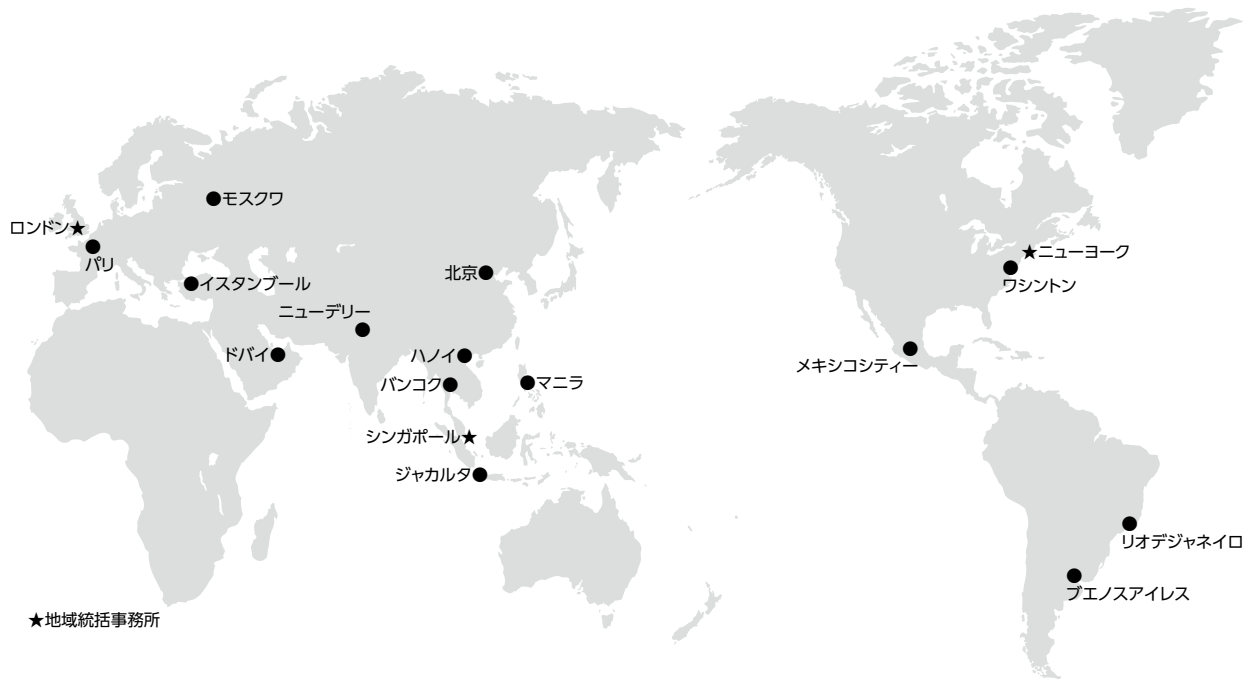 モスクワ
ロンドン★
パリ
イスタンブール
北京
ニューデリー
ドバイ
ハノイ
バンコク
マニラ
シンガポール★
ジャカルタ
★ニューヨーク
ワシントン
メキシコシティー
リオデジャネイロ
ブエノスアイレス
★地域統括事務所